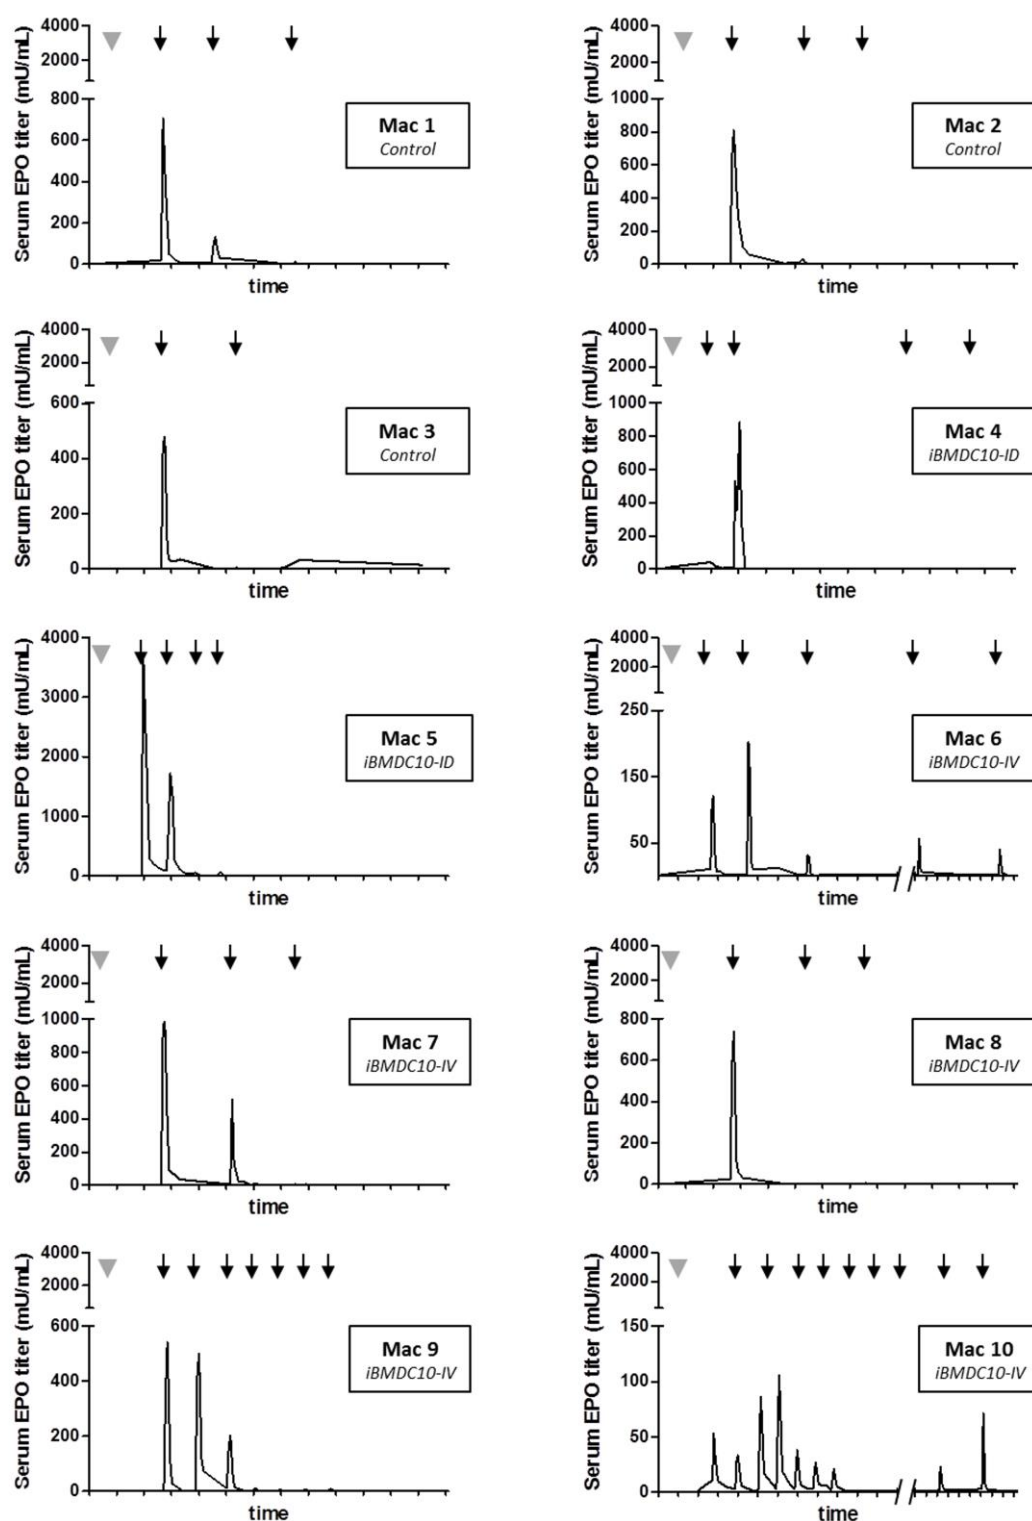 Serum EPO titer (mU/mL)
4000
2000
800
600
400
200
0
Mac 1
Control
time
Serum EPO titer (mU/mL)
4000
2000
1000
800
600
400
200
0
Mac 2
Control
time
Serum EPO titer (mU/mL)
4000
2000
600
400
200
0
Mac 3
Control
time
Serum EPO titer (mU/mL)
4000
2000
1000
800
600
400
200
0
Mac 4
iBMDC10-ID
time
Serum EPO titer (mU/mL)
4000
3000
2000
1000
0
Mac 5
iBMDC10-ID
time
Serum EPO titer (mU/mL)
4000
2000
250
150
50
Mac 6
iBMDC10-IV
time
Serum EPO titer (mU/mL)
4000
2000
1000
800
600
400
200
0
Mac 7
iBMDC10-IV
time
Serum EPO titer (mU/mL)
4000
2000
800
600
400
200
0
Mac 8
iBMDC10-IV
time
Serum EPO titer (mU/mL)
4000
2000
600
400
200
0
Mac 9
iBMDC10-IV
time
Serum EPO titer (mU/mL)
4000
2000
150
100
50
0
Mac 10
iBMDC10-IV
time